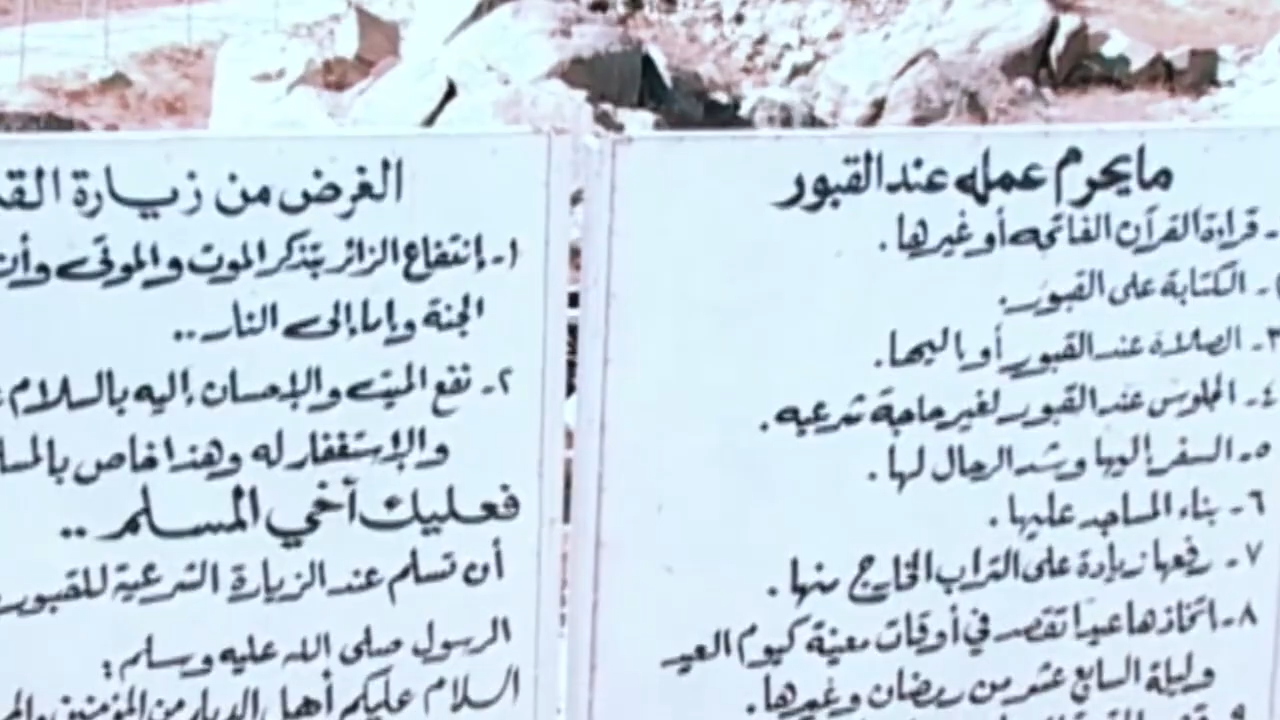 ما يحرم عمله عند القبور
- قراءة القرآن الفاتحه أو غيرها .
- الكتابة على القبور .
٣- الصلاة عند القبور أو إليها .
٤- الجلوس عند القبور لغير حاجة شرعيه .
٥- السفر إليها وشد الرحال لها .
٦- بناء المساجد عليها .
٧- رفعها زيادة على التراب الخارج منها .
٨- اتخاذها عيدا تقصد في أوقات معينة كيوم العيد
وليلة السابع عشر من رمضان وغيرها .
الغرض من زيارة
١- إنتفاع الزائر بتذكر الموت والموتى وأن
الجنة وإما إلى النار ..
٢- نفع الميت والإحسان إليه بالسلام
والإستغفار له وهذا خاص
فعليك أخي المسلم ..
أن تسلم عند الزيارة الشرعية للقبور
الرسول صلى الله عليه وسلم :
السلام عليكم أهل الديار من المؤمنين